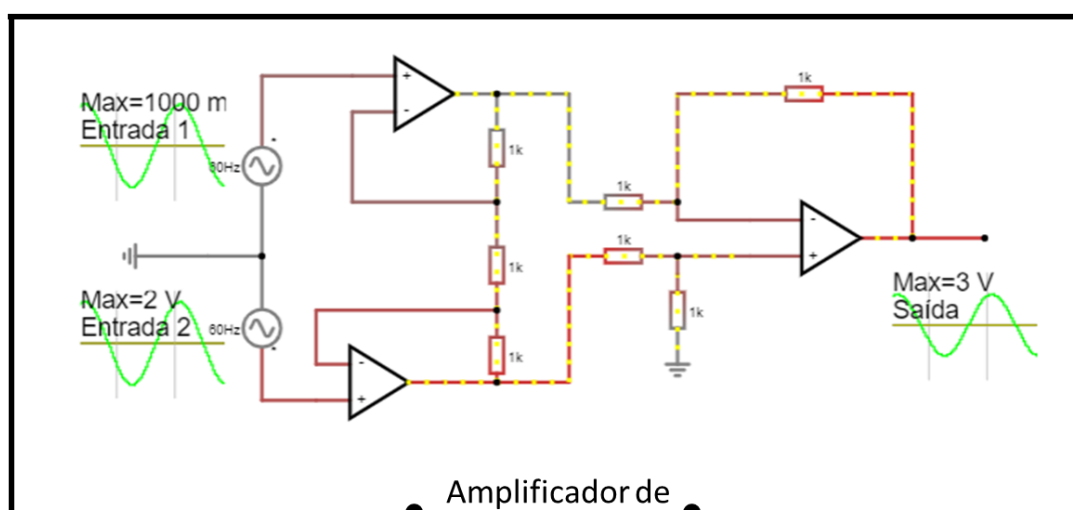 Max=1000 m
Entrada 1
60Hz
-
+
-
1k
1k
1k
1k
1k
1k
1k
-
+
Max=2 V
Entrada 2
60Hz
-
-
+
Max=3 V
Saída
Amplificador de